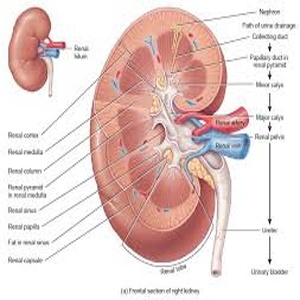 Renal
hilum
Nephron
Path of urine drainage:
Collecting duct
Papillary duct in
renal pyramid
Minor calyx
Major calyx
Renal pelvis
Ureter
Urinary bladder
Renal artery
Renal vein
Renal cortex
Renal medulla
Renal column
Renal pyramid
in renal medulla
Renal sinus
Renal papilla
Fat in renal sinus
Renal capsule
Renal lobe
(a) Frontal section of right kidney